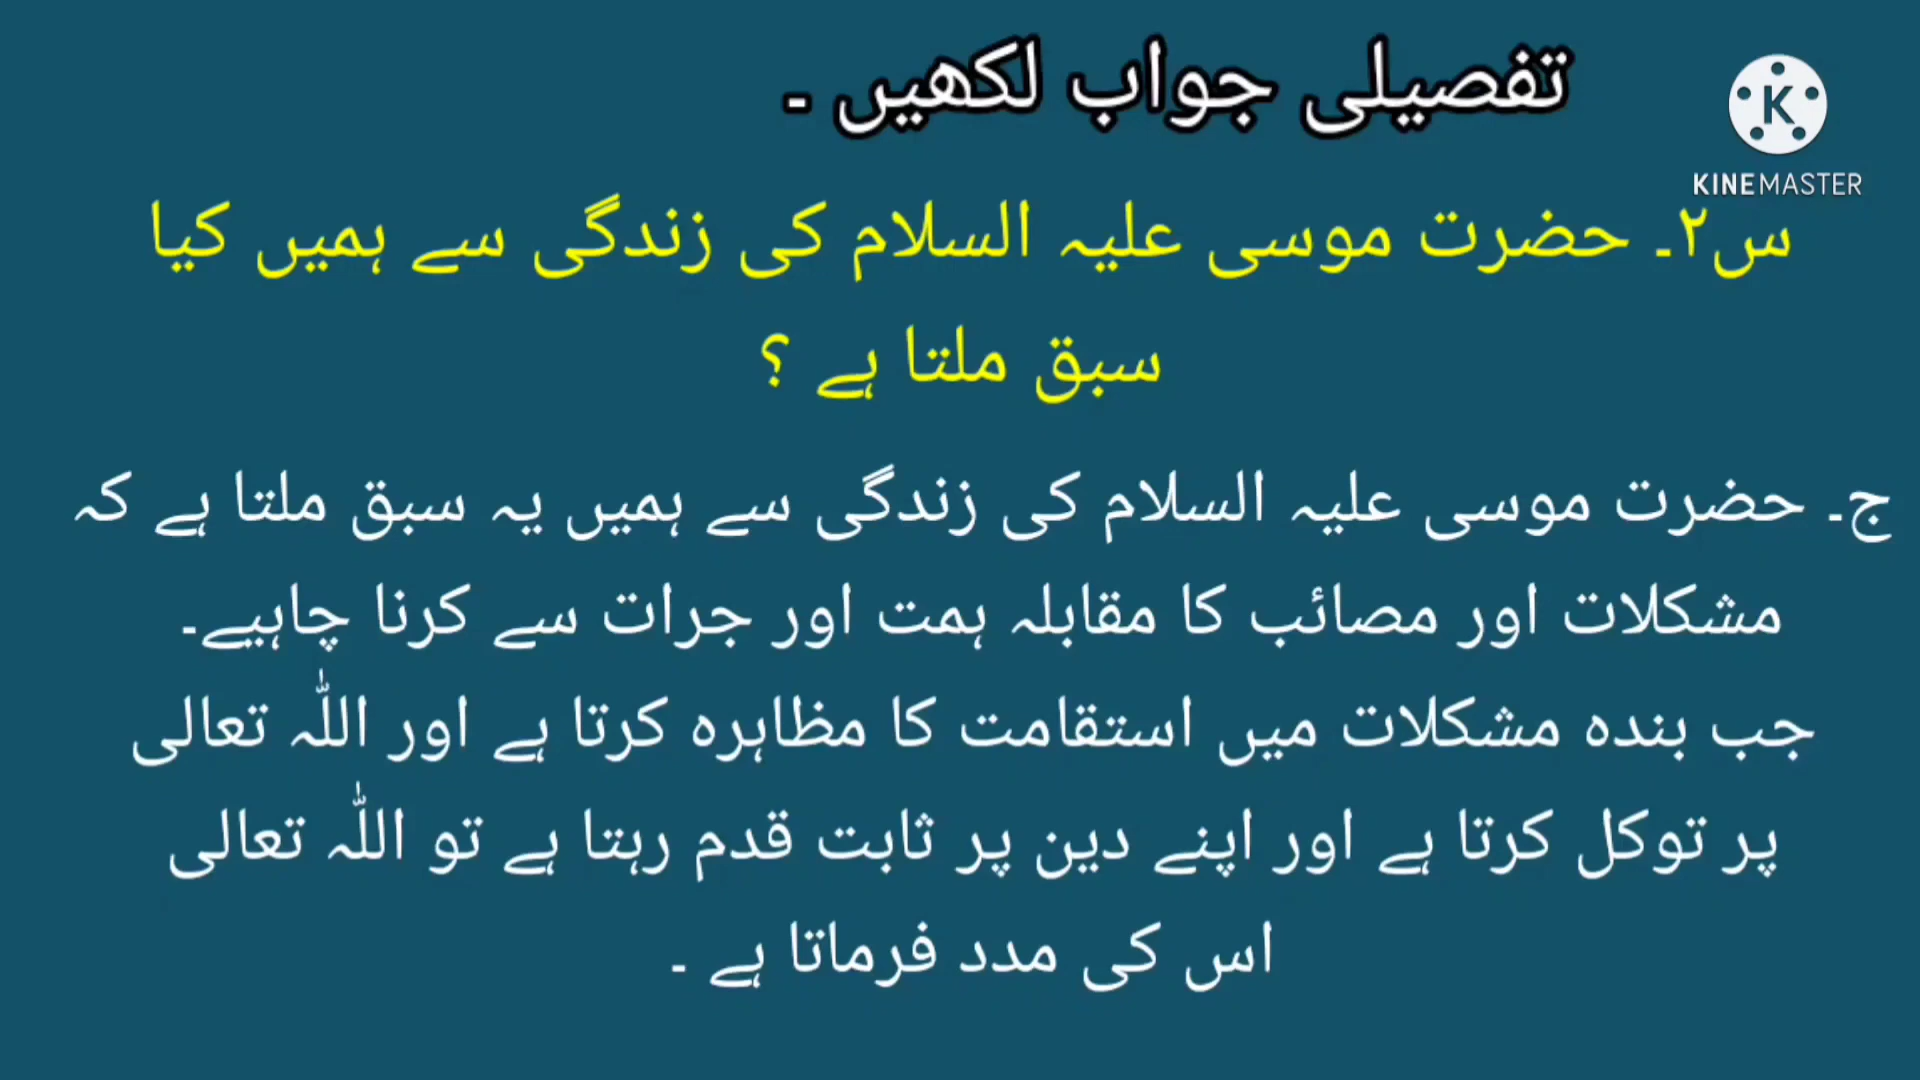 تفصیلی جواب لکھیں ۔
KINEMASTER
س۲۔ حضرت موسی علیہ السلام کی زندگی سے ہمیں کیا
سبق ملتا ہے ؟
ج۔ حضرت موسی علیہ السلام کی زندگی سے ہمیں یہ سبق ملتا ہے کہ
مشکلات اور مصائب کا مقابلہ ہمت اور جرات سے کرنا چاہیے۔
جب بندہ مشکلات میں استقامت کا مظاہرہ کرتا ہے اور اللّٰہ تعالی
پر توکل کرتا ہے اور اپنے دین پر ثابت قدم رہتا ہے تو اللّٰہ تعالی
اس کی مدد فرماتا ہے ۔